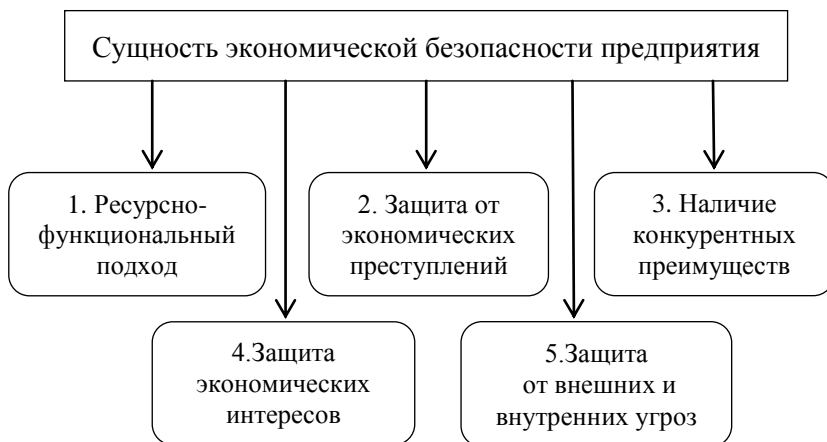 Сущность экономической безопасности предприятия
1. Ресурсно-
функциональный
подход
2. Защита от
экономических
преступлений
3. Наличие
конкурентных
преимуществ
4.Защита
экономических
интересов
5.Защита
от внешних и
внутренних угроз